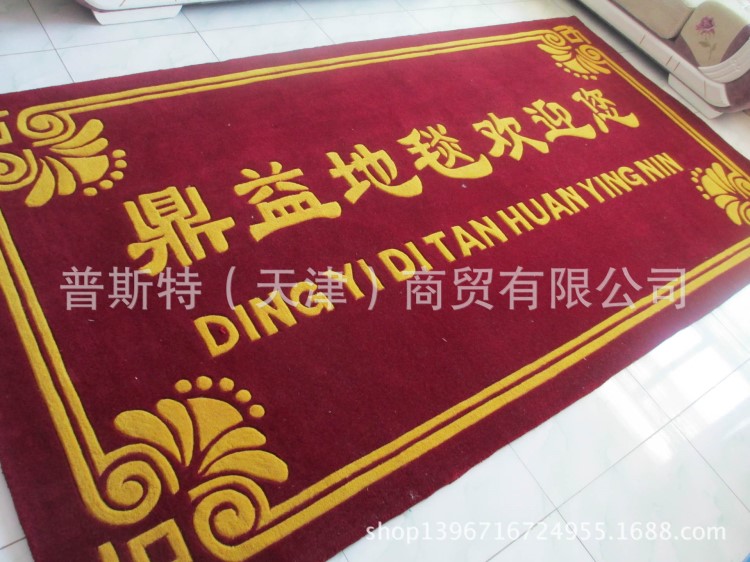 鼎益地毯欢迎您
DING YI DI TAN HUAN YING NIN
普斯特（天津）商贸有限公司
shop1396716724955.1688.com